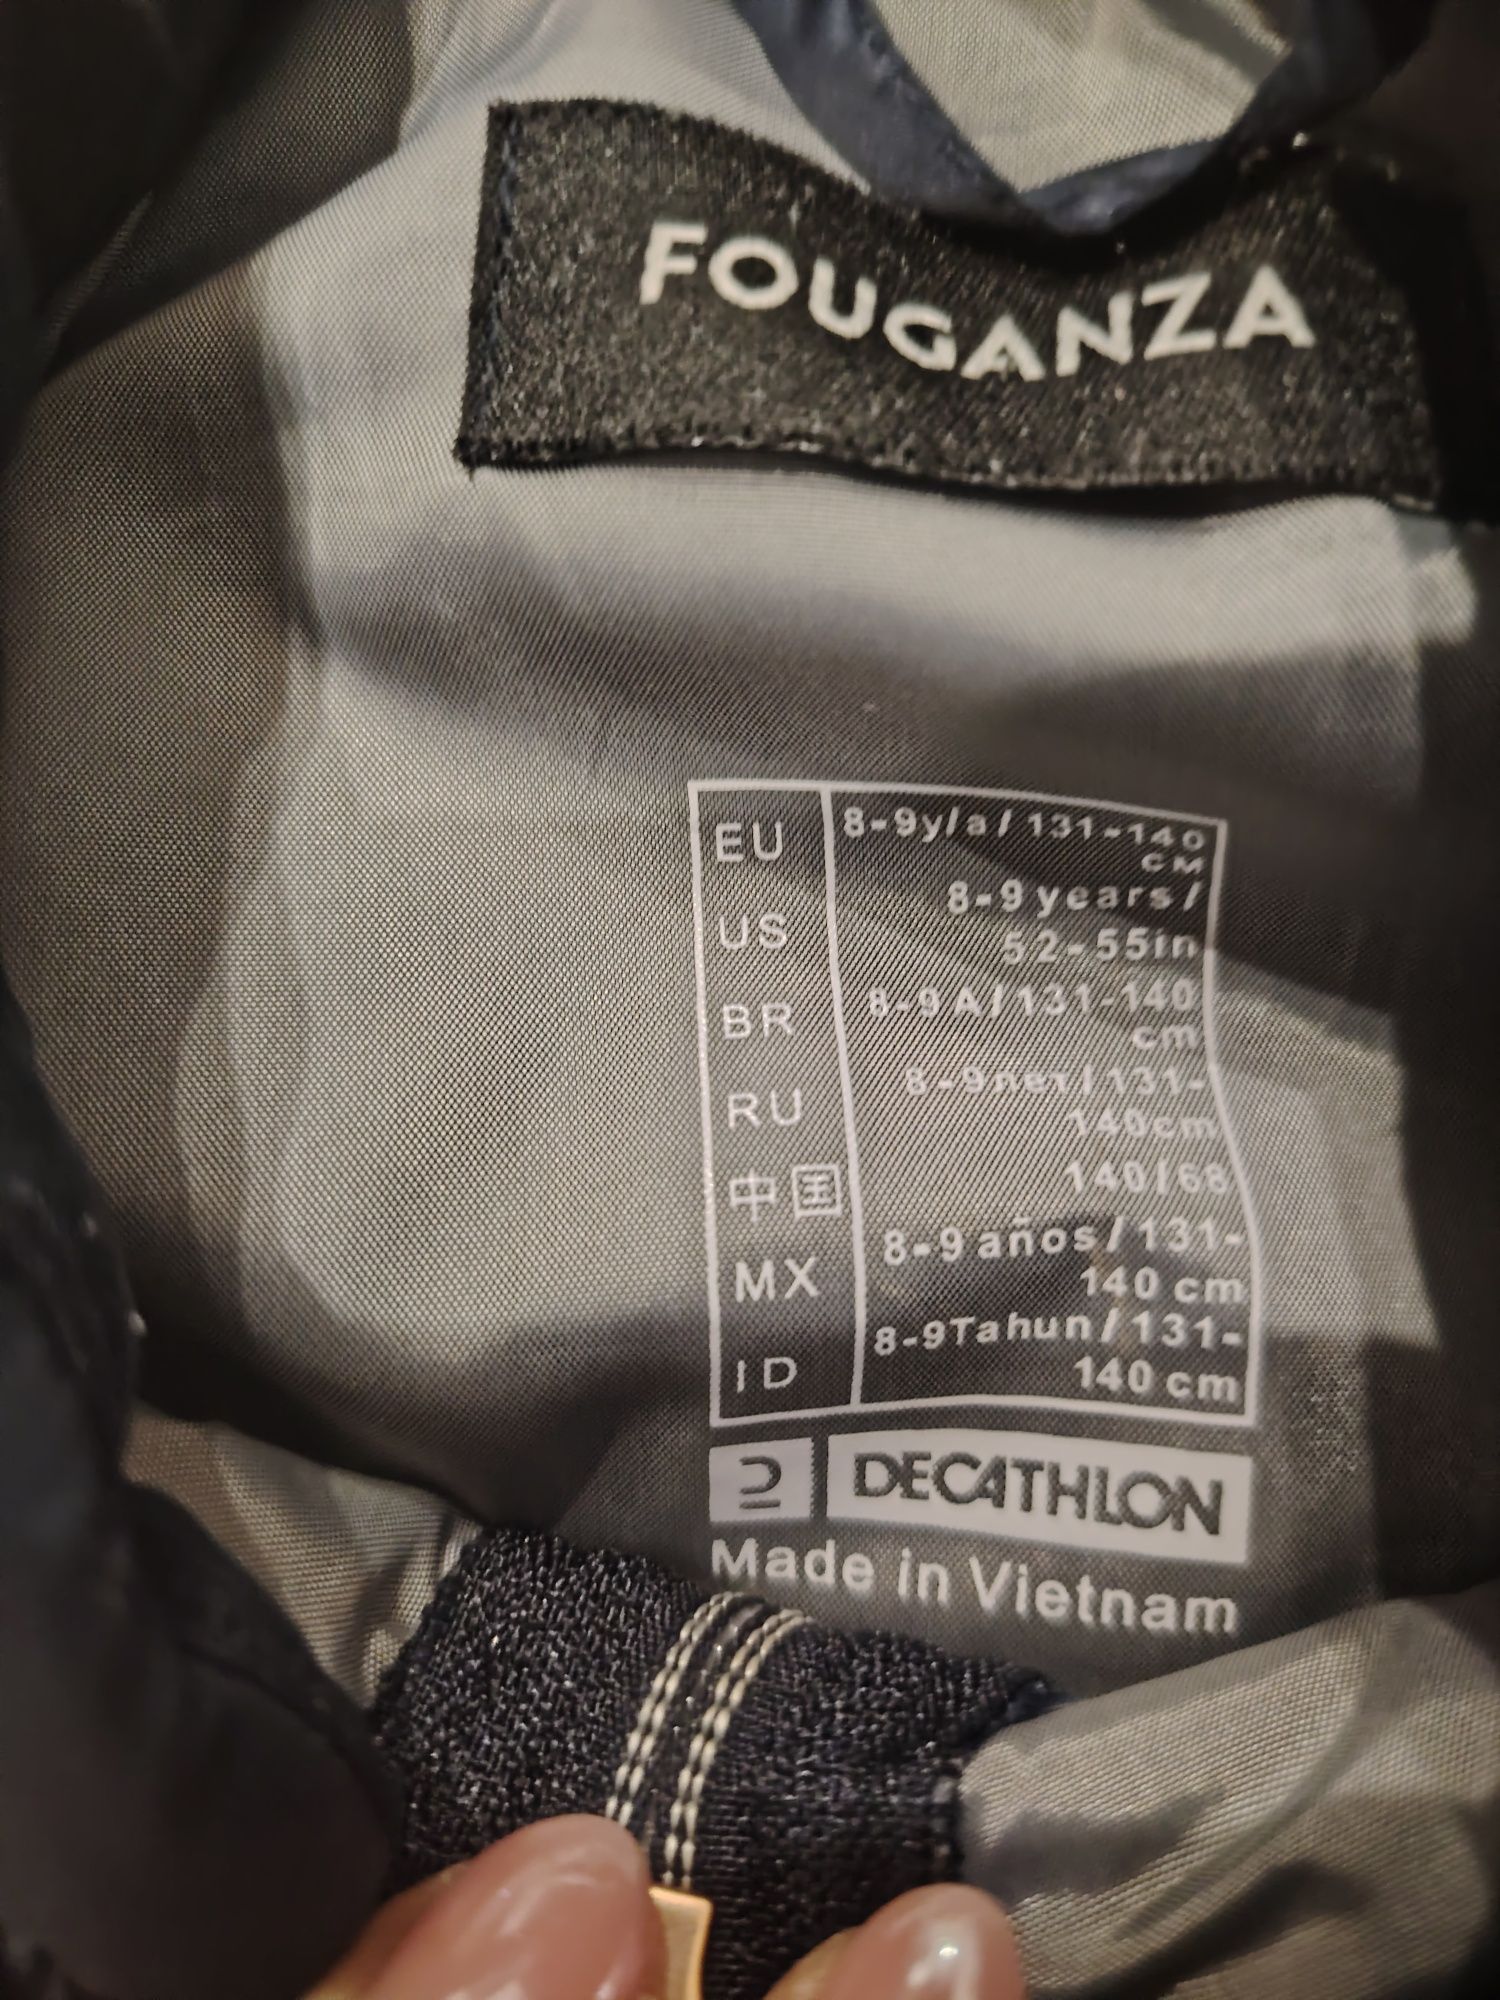 FOUGANZA
EU 8-9y/a/131-140
CM
US 8-9 years/
52-55in
BR 8-9A/131-140
cm
RU 8-9лет/131-
140cm
中国 140/68
MX 8-9 años/131-
140 cm
ID 8-9Tahun/131-
140 cm
DECATHLON
Made in Vietnam